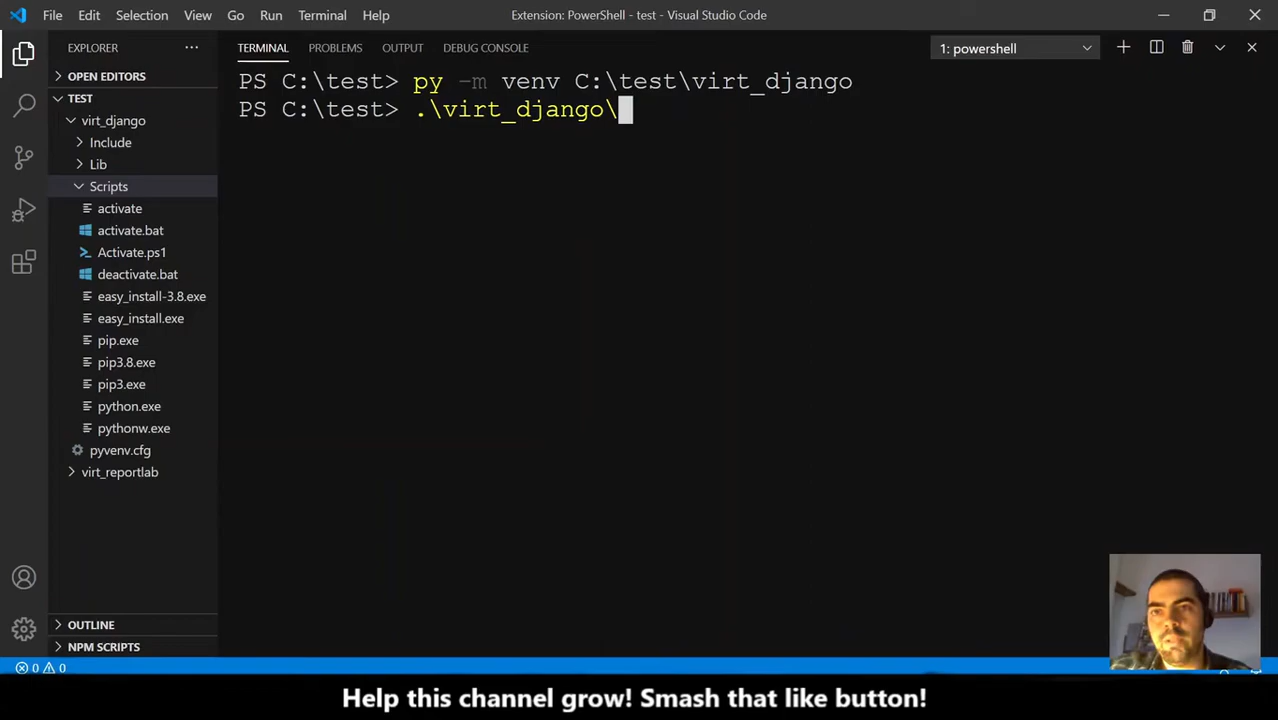 File Edit Selection View Go Run Terminal Help
Extension: PowerShell - test - Visual Studio Code
EXPLORER
OPEN EDITORS
TEST
virt_django
Include
Lib
Scripts
activate
activate.bat
Activate.ps1
deactivate.bat
easy_install-3.8.exe
easy_install.exe
pip.exe
pip3.8.exe
pip3.exe
python.exe
pythonw.exe
pyvenv.cfg
virt_reportlab
OUTLINE
NPM SCRIPTS
TERMINAL PROBLEMS OUTPUT DEBUG CONSOLE
1: powershell
PS C:\test> py -m venv C:\test\virt_django
PS C:\test> .\virt_django\
0 0
Help this channel grow! Smash that like button!